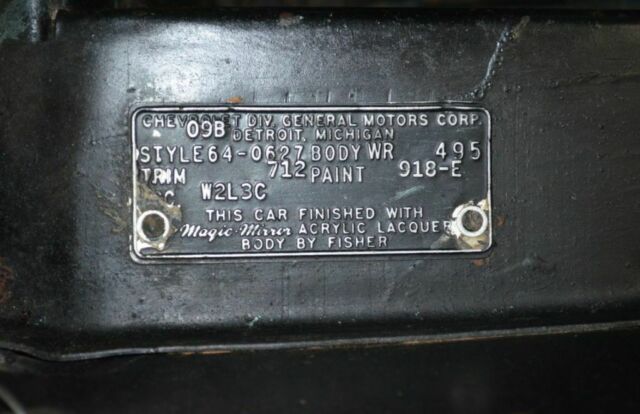 CHEVROLET DIV. GENERAL MOTORS CORP.
09B DETROIT, MICHIGAN
STYLE 64-0627 BODY WR 495
TRIM 712 PAINT 918-E
C. W2L3C
THIS CAR FINISHED WITH
Magic-Mirror ACRYLIC LACQUER
BODY BY FISHER